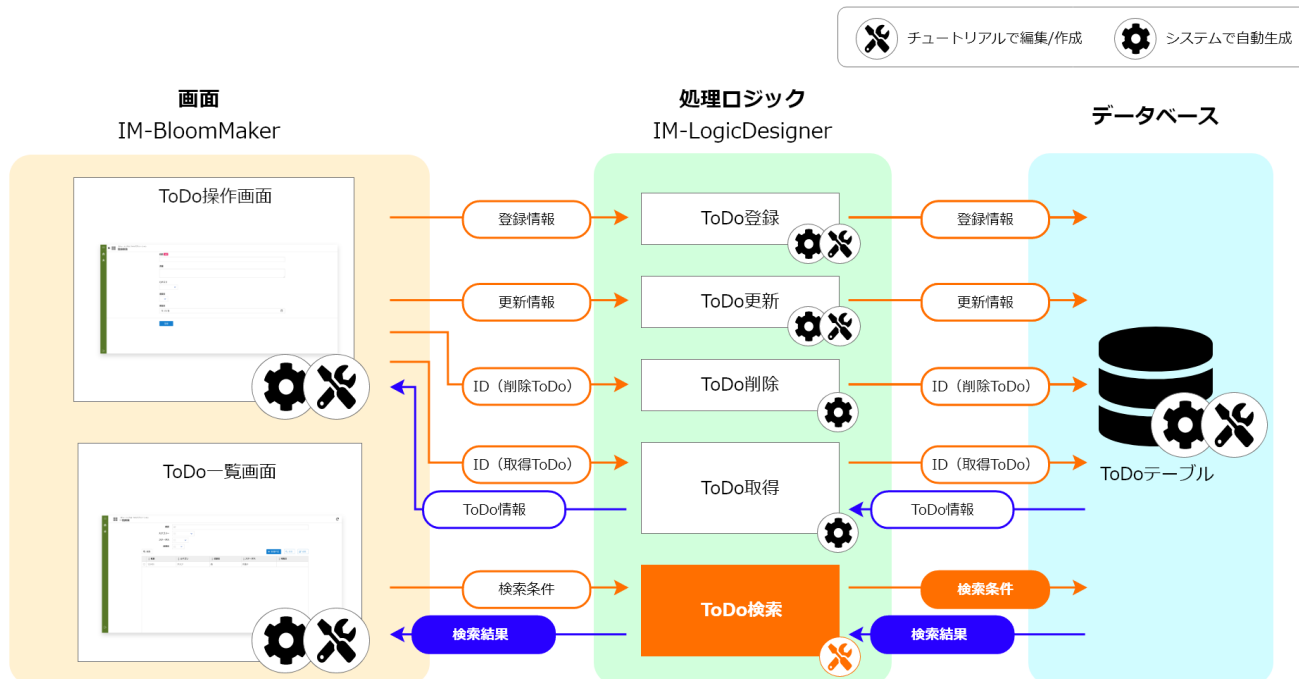 チュートリアルで編集/作成
システムで自動生成
画面
IM-BloomMaker
処理ロジック
IM-LogicDesigner
データベース
ToDo操作画面
登録情報
ToDo登録
登録情報
更新情報
ToDo更新
更新情報
ID（削除ToDo）
ToDo削除
ID（削除ToDo）
ID（取得ToDo）
ToDo取得
ID（取得ToDo）
ToDo情報
ToDo情報
ToDoテーブル
ToDo一覧画面
検索条件
ToDo検索
検索条件
検索結果
検索結果